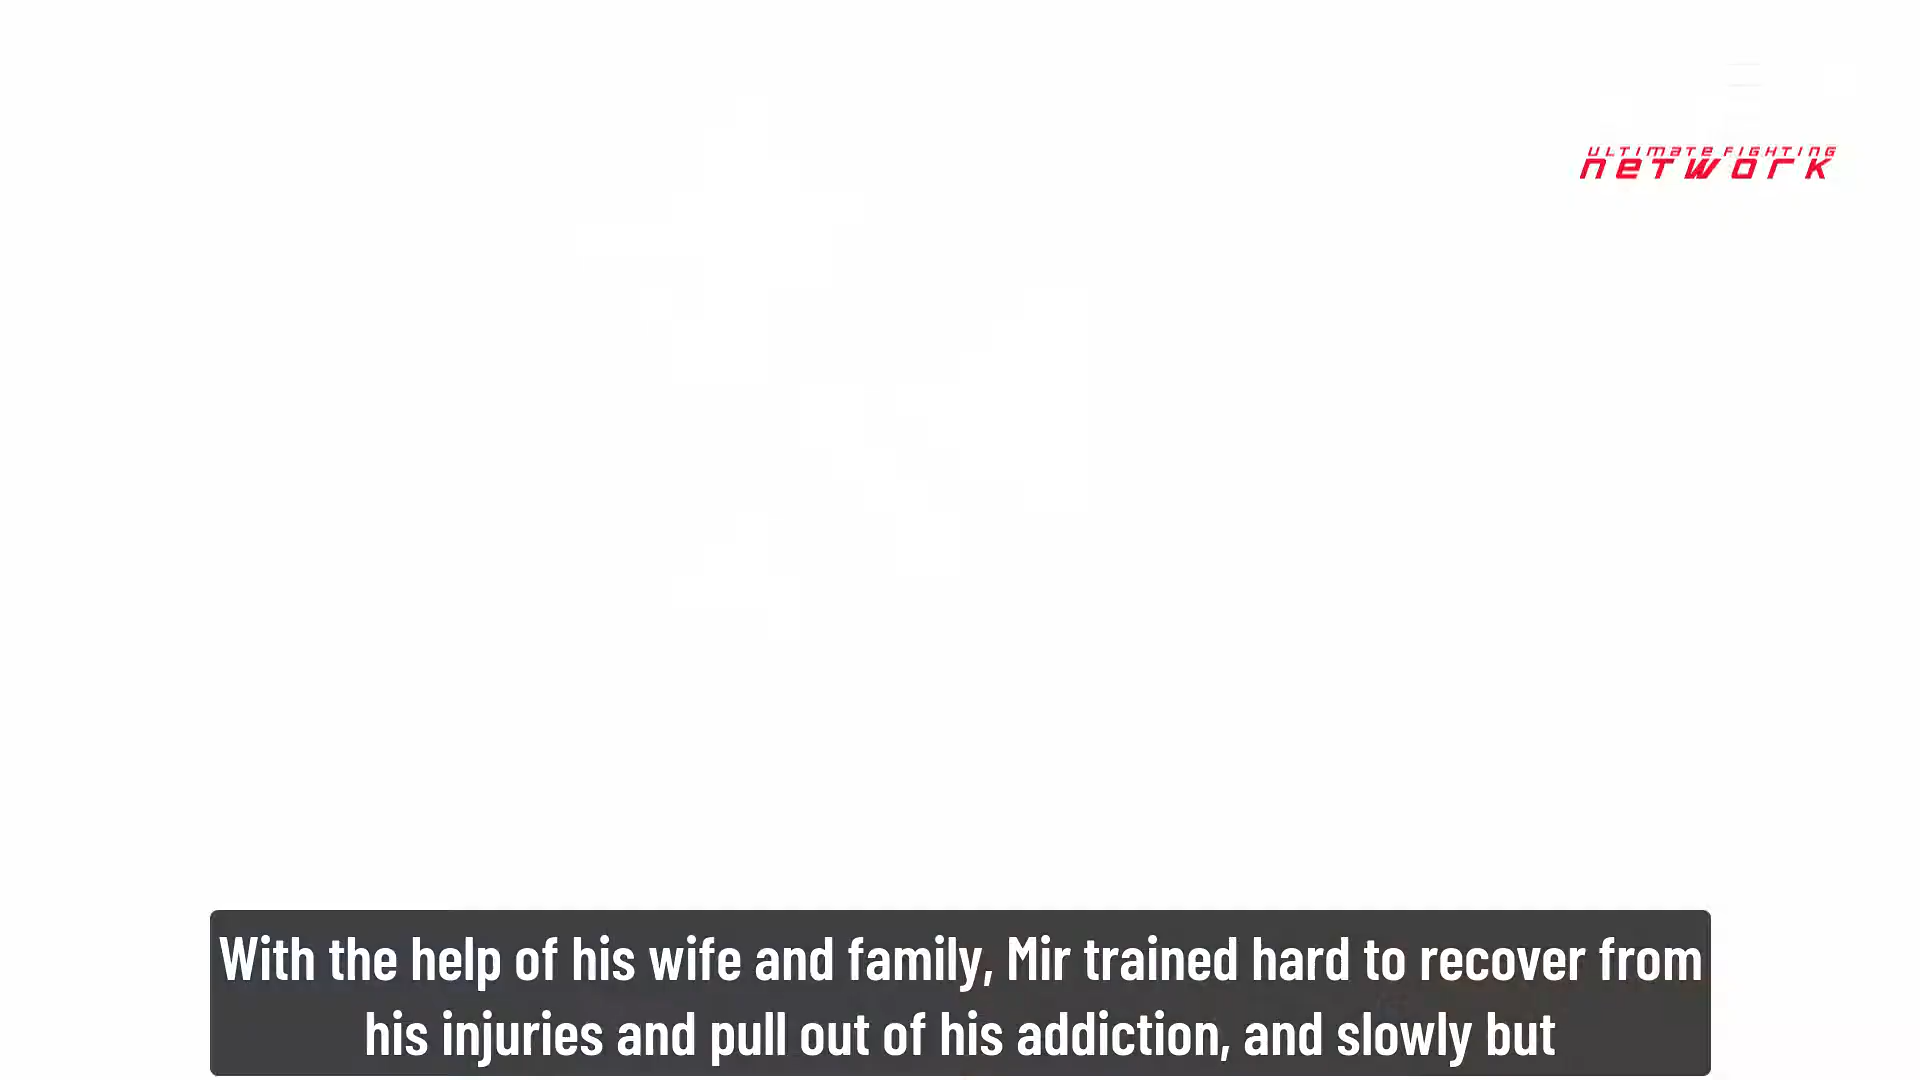 ULTIMATE FIGHTING
NETWORK
With the help of his wife and family, Mir trained hard to recover from
his injuries and pull out of his addiction, and slowly but